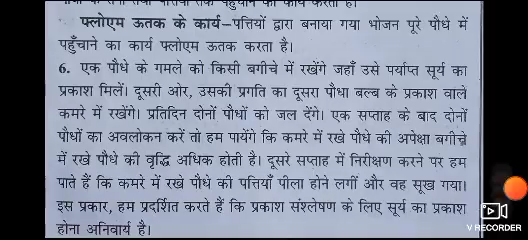 फ्लोएम ऊतक के कार्य–पत्तियों द्वारा बनाया गया भोजन पूरे पौधे में
पहुँचाने का कार्य फ्लोएम ऊतक करता है।
6. एक पौधे के गमले को किसी बगीचे में रखेंगे जहाँ उसे पर्याप्त सूर्य का
प्रकाश मिलें। दूसरी ओर, उसकी प्रगति का दूसरा पौधा बल्ब के प्रकाश वाले
कमरे में रखेंगे। प्रतिदिन दोनों पौधों को जल देंगे। एक सप्ताह के बाद दोनों
पौधों का अवलोकन करें तो हम पायेंगे कि कमरे में रखे पौधे की अपेक्षा बगीचे
में रखे पौधे की वृद्धि अधिक होती है। दूसरे सप्ताह में निरीक्षण करने पर हम
पाते हैं कि कमरे में रखे पौधे की पत्तियाँ पीला होने लगीं और वह सूख गया।
इस प्रकार, हम प्रदर्शित करते हैं कि प्रकाश संश्लेषण के लिए सूर्य का प्रकाश
होना अनिवार्य है।
V RECORDER